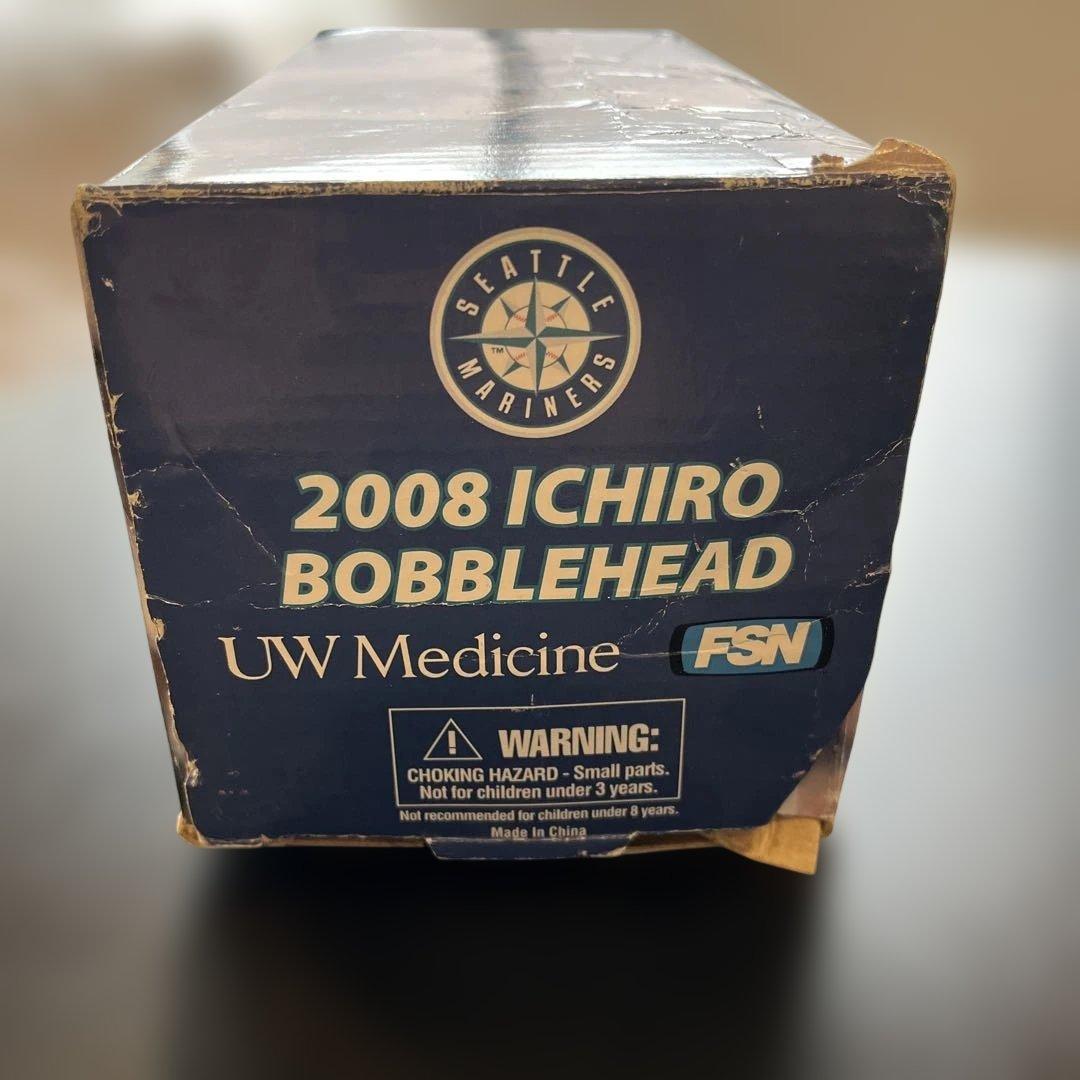 SEATTLE
MARINERS
TM
2008 ICHIRO
BOBBLEHEAD
UW Medicine FSN
! WARNING:
CHOKING HAZARD - Small parts.
Not for children under 3 years.
Not recommended for children under 8 years.
Made In China